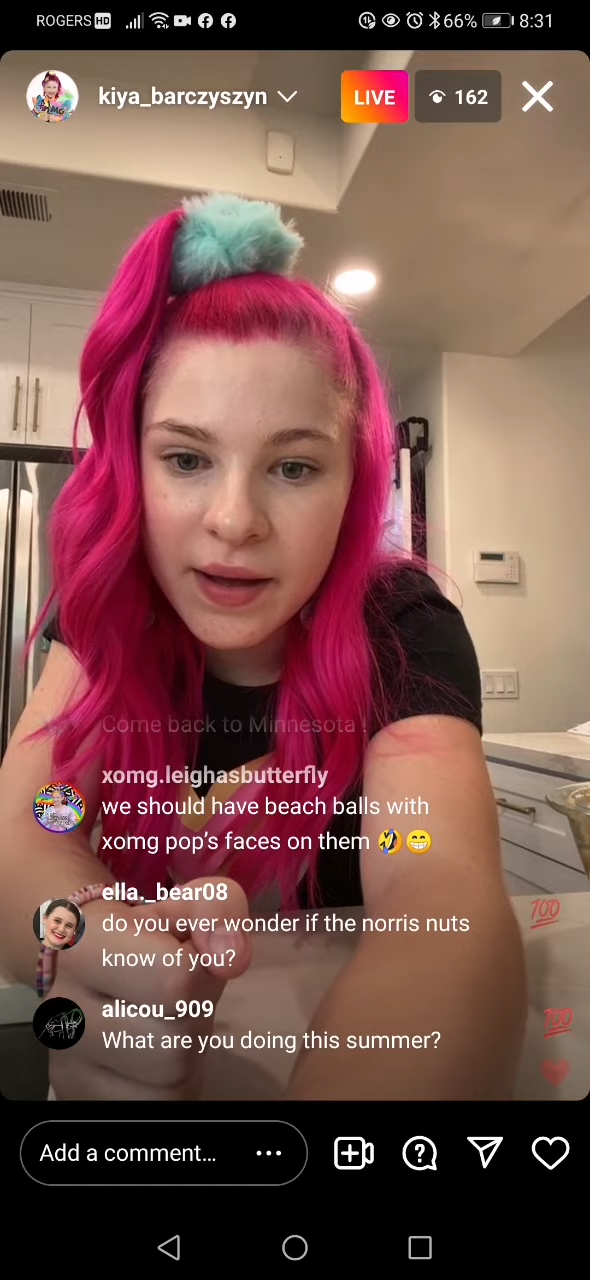 ROGERS HD 66% 8:31
kiya_barczyszyn LIVE 162
Come back to Minnesota !
xomg.leighasbutterfly
we should have beach balls with
xomg pop's faces on them 🤣😁
ella._bear08
do you ever wonder if the norris nuts
know of you?
alicou_909
What are you doing this summer?
100
100
Add a comment...